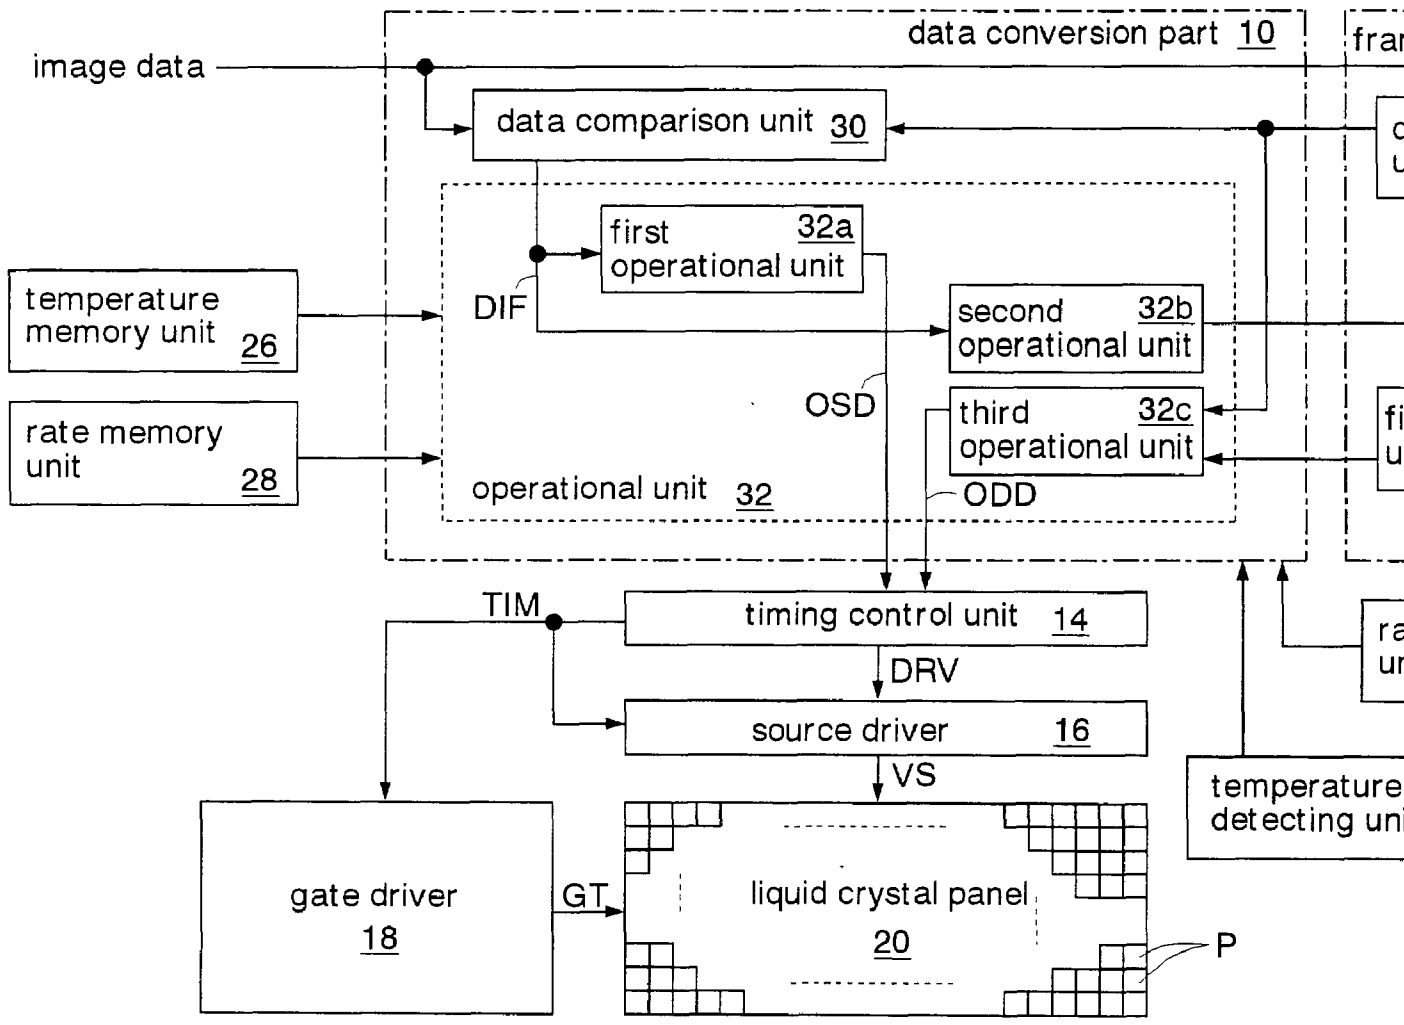 data conversion part 10
image data
data comparison unit 30
first 32a
operational unit
DIF
temperature
memory unit 26
second 32b
operational unit
OSD
third 32c
operational unit
rate memory
unit
28
operational unit 32
ODD
TIM
timing control unit 14
DRV
source driver 16
VS
temperature
detecting
gate driver
18
GT
liquid crystal panel
20
P